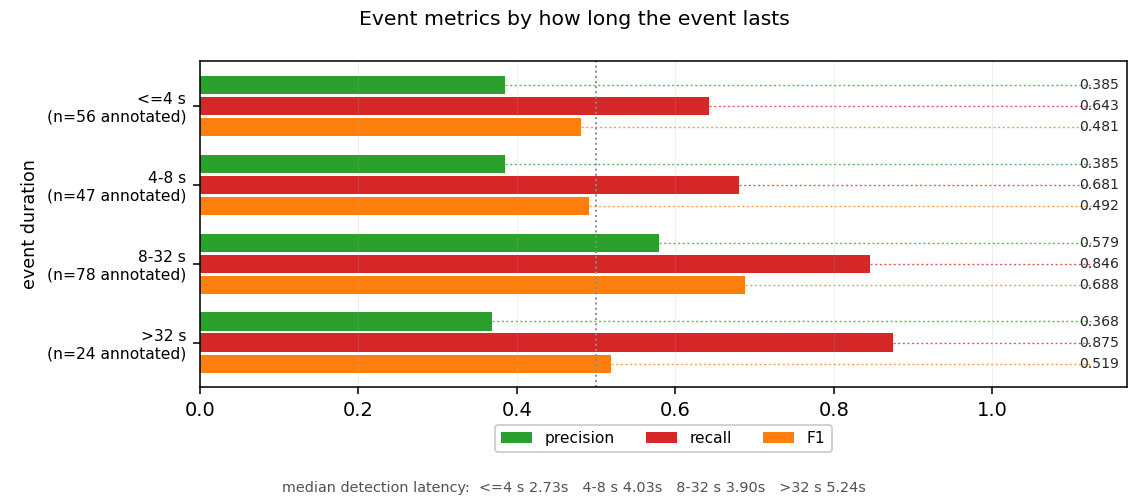 Event metrics by how long the event lasts
event duration
<=4 s
(n=56 annotated)
0.385
0.643
0.481
4-8 s
(n=47 annotated)
0.385
0.681
0.492
8-32 s
(n=78 annotated)
0.579
0.846
0.688
>32 s
(n=24 annotated)
0.368
0.875
0.519
0.0 0.2 0.4 0.6 0.8 1.0
precision recall F1
median detection latency: <=4 s 2.73s 4-8 s 4.03s 8-32 s 3.90s >32 s 5.24s